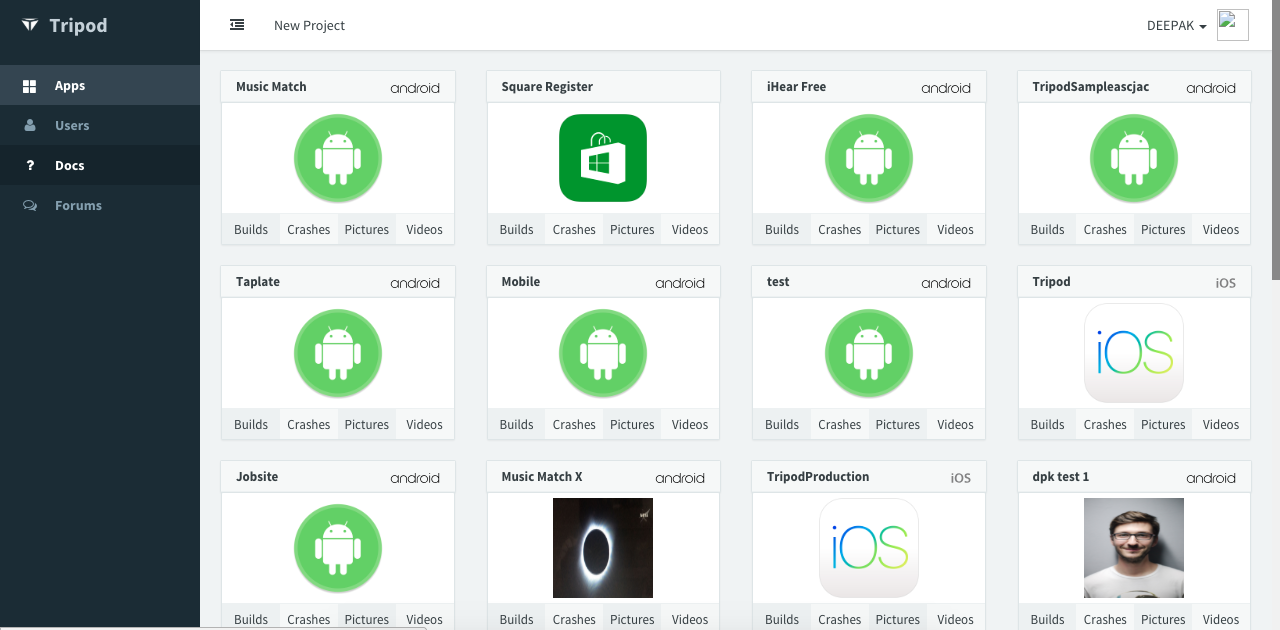 Tripod
New Project
DEEPAK
Apps
Users
? Docs
Forums
Music Match android
Square Register
iHear Free android
TripodSampleascjac android
Builds Crashes Pictures Videos
Builds Crashes Pictures Videos
Builds Crashes Pictures Videos
Builds Crashes Pictures Videos
Taplate android
Mobile android
test android
Tripod iOS
iOS
Builds Crashes Pictures Videos
Builds Crashes Pictures Videos
Builds Crashes Pictures Videos
Builds Crashes Pictures Videos
Jobsite android
Music Match X android
TripodProduction iOS
dpk test 1 android
iOS
Builds Crashes Pictures Videos
Builds Crashes Pictures Videos
Builds Crashes Pictures Videos
Builds Crashes Pictures Videos